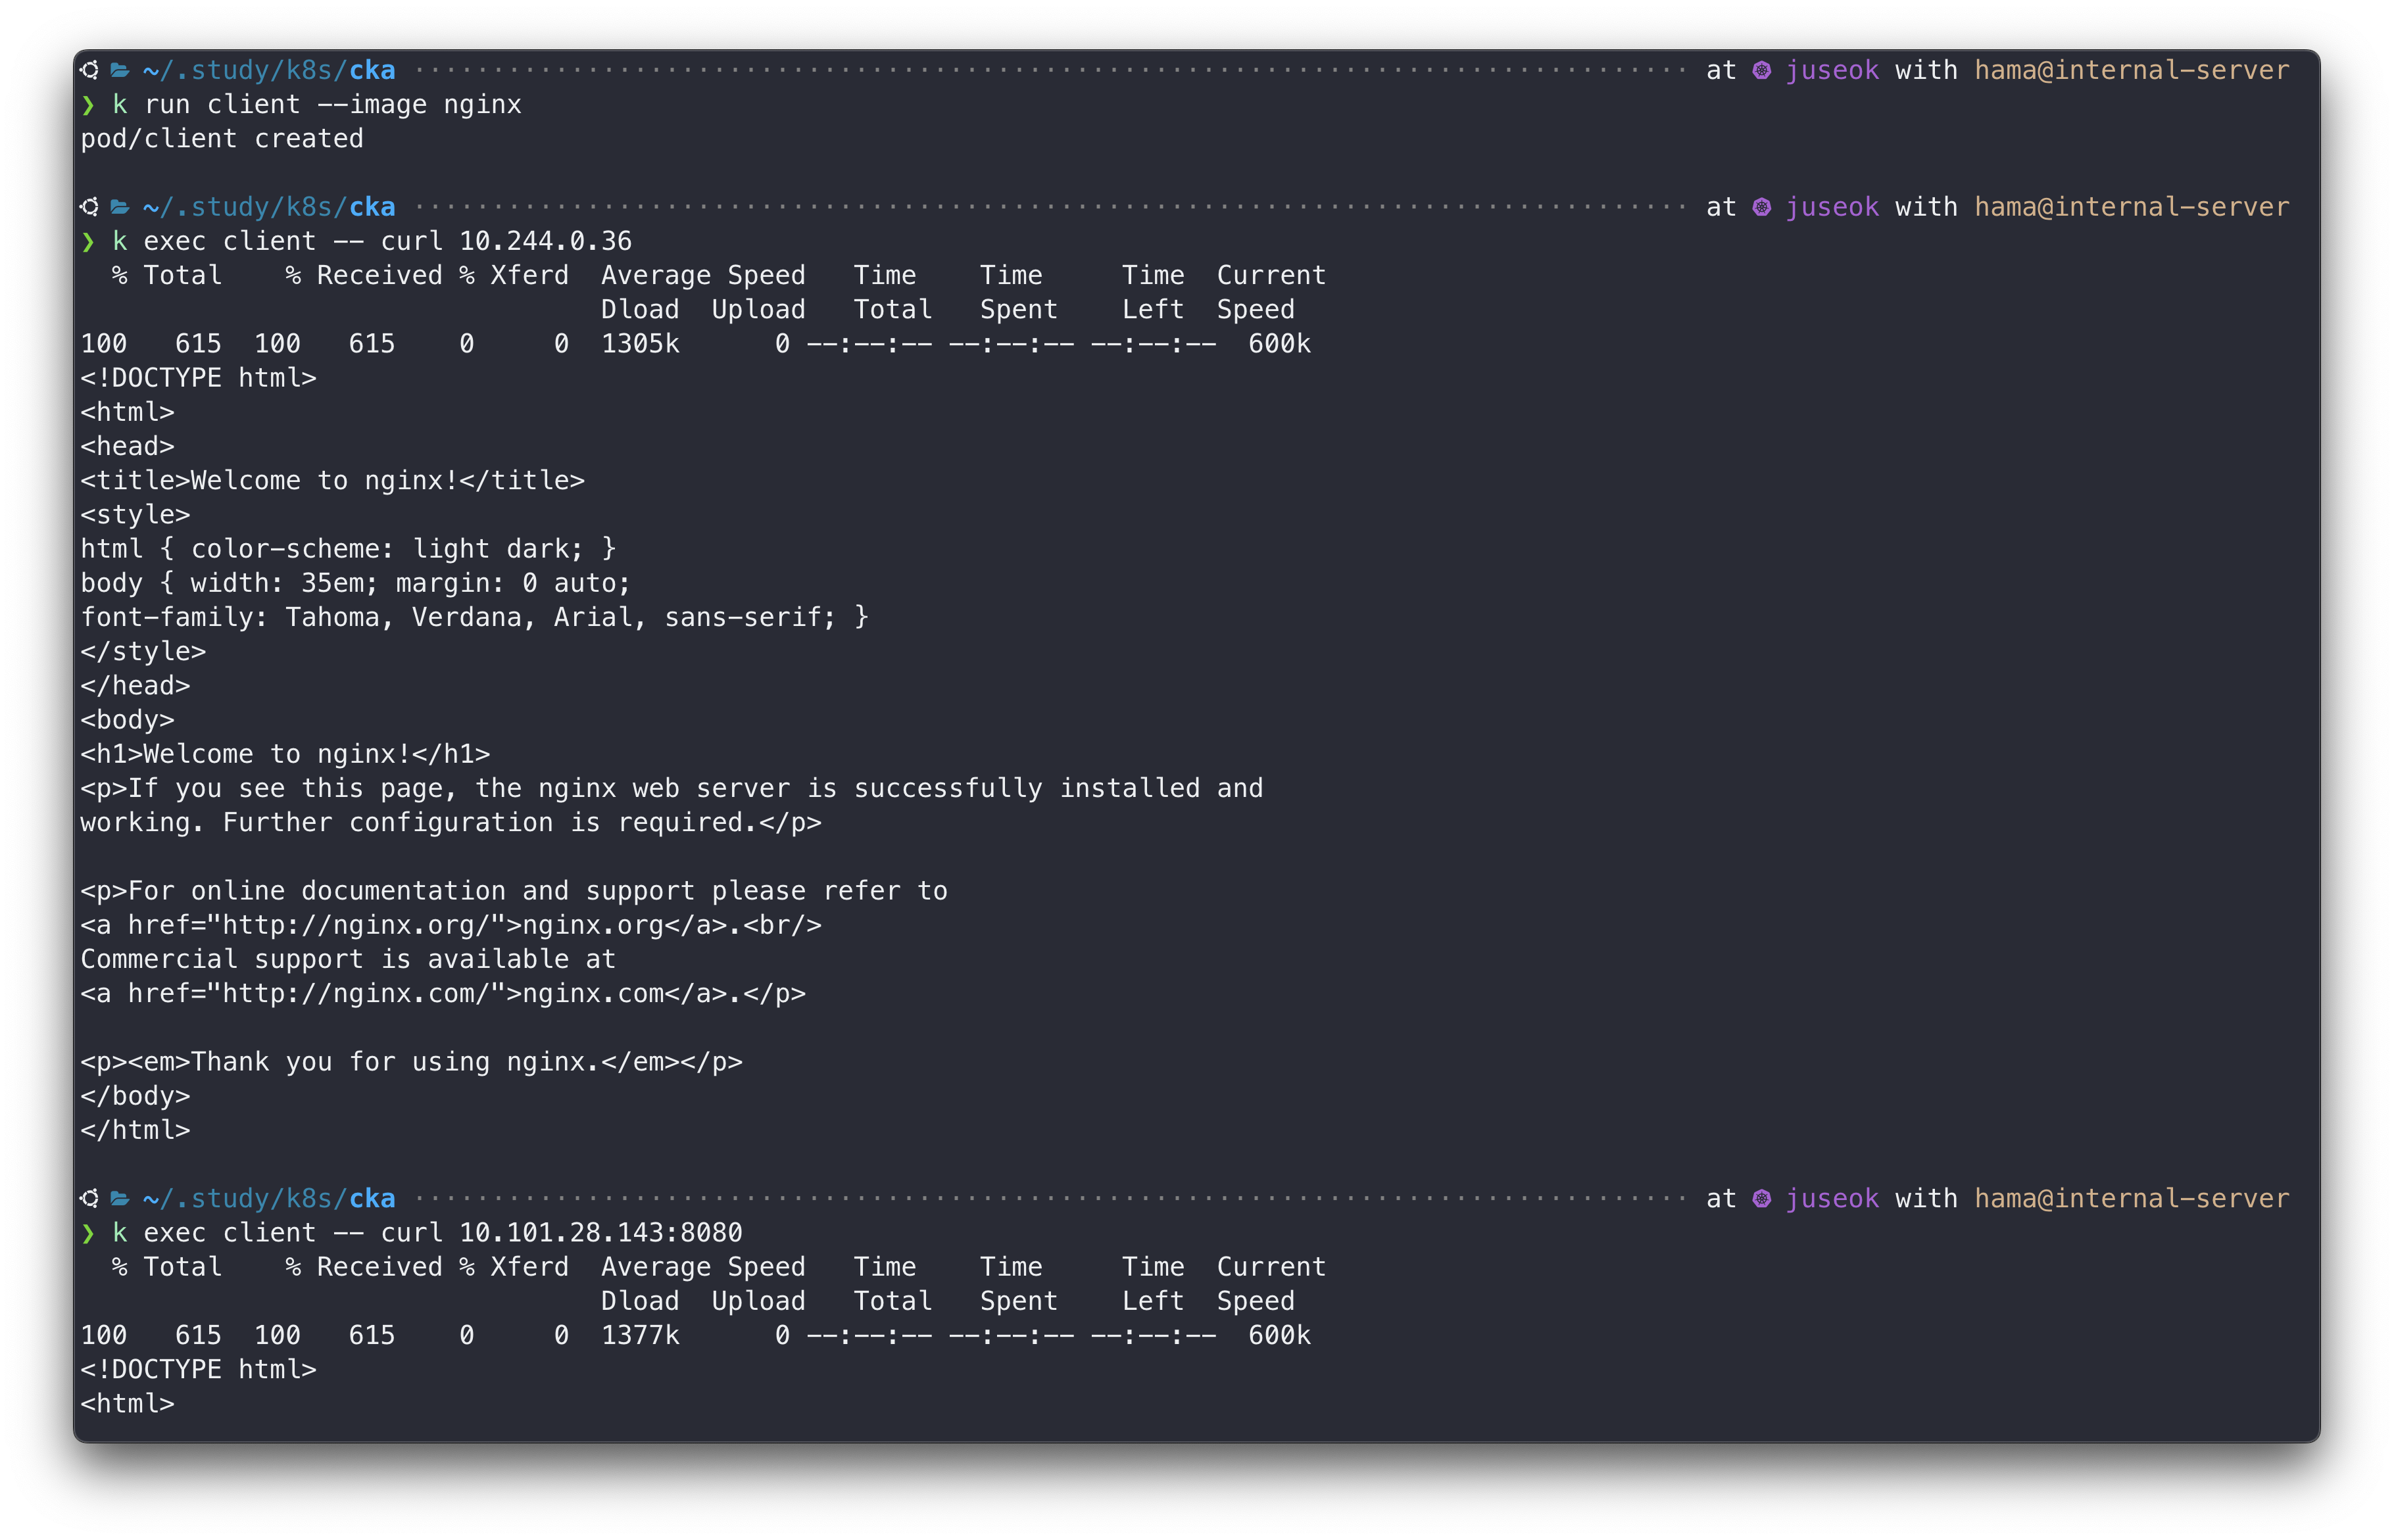 ~/.study/k8s/cka ································································································· at juseok with hama@internal-server
❯ k run client --image nginx
pod/client created
~/.study/k8s/cka ································································································· at juseok with hama@internal-server
❯ k exec client -- curl 10.244.0.36
% Total    % Received % Xferd  Average Speed   Time    Time     Time  Current
Dload  Upload   Total   Spent    Left  Speed
100   615  100   615    0     0  1305k      0 --:--:-- --:--:-- --:--:--  600k
<!DOCTYPE html>
<html>
<head>
<title>Welcome to nginx!</title>
<style>
html { color-scheme: light dark; }
body { width: 35em; margin: 0 auto;
font-family: Tahoma, Verdana, Arial, sans-serif; }
</style>
</head>
<body>
<h1>Welcome to nginx!</h1>
<p>If you see this page, the nginx web server is successfully installed and
working. Further configuration is required.</p>
<p>For online documentation and support please refer to
<a href="http://nginx.org/">nginx.org</a>.<br/>
Commercial support is available at
<a href="http://nginx.com/">nginx.com</a>.</p>
<p><em>Thank you for using nginx.</em></p>
</body>
</html>
~/.study/k8s/cka ································································································· at juseok with hama@internal-server
❯ k exec client -- curl 10.101.28.143:8080
% Total    % Received % Xferd  Average Speed   Time    Time     Time  Current
Dload  Upload   Total   Spent    Left  Speed
100   615  100   615    0     0  1377k      0 --:--:-- --:--:-- --:--:--  600k
<!DOCTYPE html>
<html>